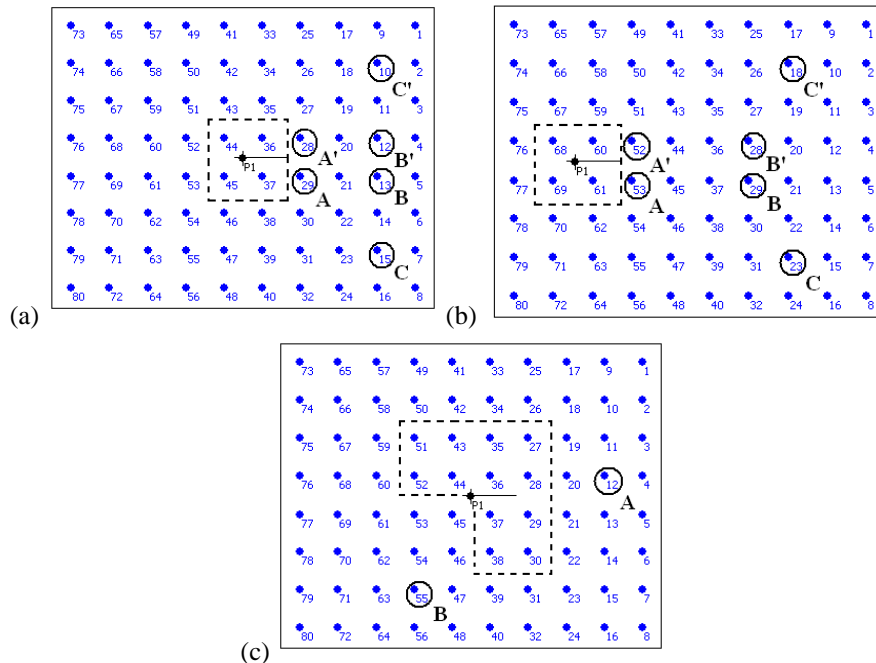 73 65 57 49 41 33 25 17 9 1
74 66 58 50 42 34 26 18 10 2
C'
75 67 59 51 43 35 27 19 11 3
76 68 60 52 44 36 28 20 12 4
P1 A' B'
77 69 61 53 45 37 29 21 13 5
A B
78 70 62 54 46 38 30 22 14 6
79 71 63 55 47 39 31 23 15 7
C
80 72 64 56 48 40 32 24 16 8
(a)
73 65 57 49 41 33 25 17 9 1
74 66 58 50 42 34 26 18 10 2
C'
75 67 59 51 43 35 27 19 11 3
76 68 60 52 44 36 28 20 12 4
P1 A' B'
77 69 61 53 45 37 29 21 13 5
A B
78 70 62 54 46 38 30 22 14 6
79 71 63 55 47 39 31 23 15 7
C
80 72 64 56 48 40 32 24 16 8
(b)
73 65 57 49 41 33 25 17 9 1
74 66 58 50 42 34 26 18 10 2
75 67 59 51 43 35 27 19 11 3
76 68 60 52 44 36 28 20 12 4
P1 A
77 69 61 53 45 37 29 21 13 5
78 70 62 54 46 38 30 22 14 6
79 71 63 55 47 39 31 23 15 7
B
80 72 64 56 48 40 32 24 16 8
(c)